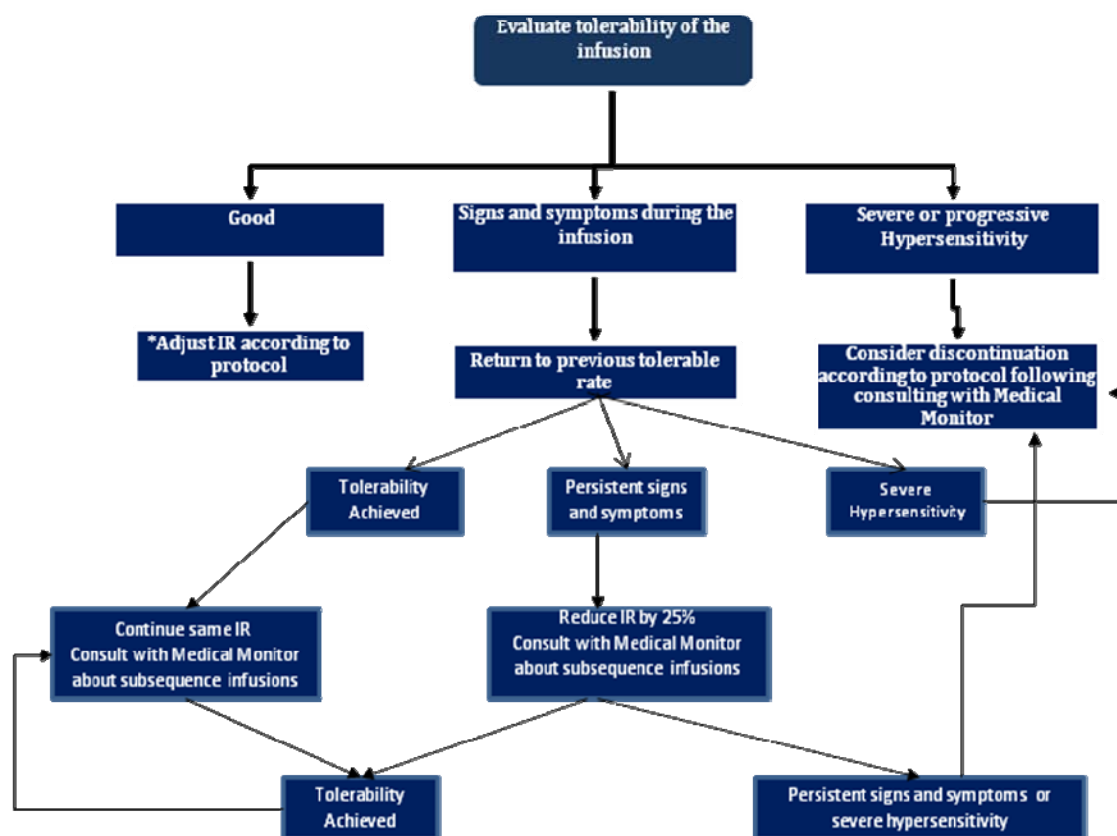 Evaluate tolerability of the
infusion
Good
Signs and symptoms during the
infusion
Severe or progressive
Hypersensitivity
*Adjust IR according to
protocol
Return to previous tolerable
rate
Consider discontinuation
according to protocol following
consulting with Medical
Monitor
Tolerability
Achieved
Persistent signs
and symptoms
Severe
Hypersensitivity
Continue same IR
Consult with Medical Monitor
about subsequence infusions
Reduce IR by 25%
Consult with Medical Monitor
about subsequence infusions
Tolerability
Achieved
Persistent signs and symptoms or
severe hypersensitivity